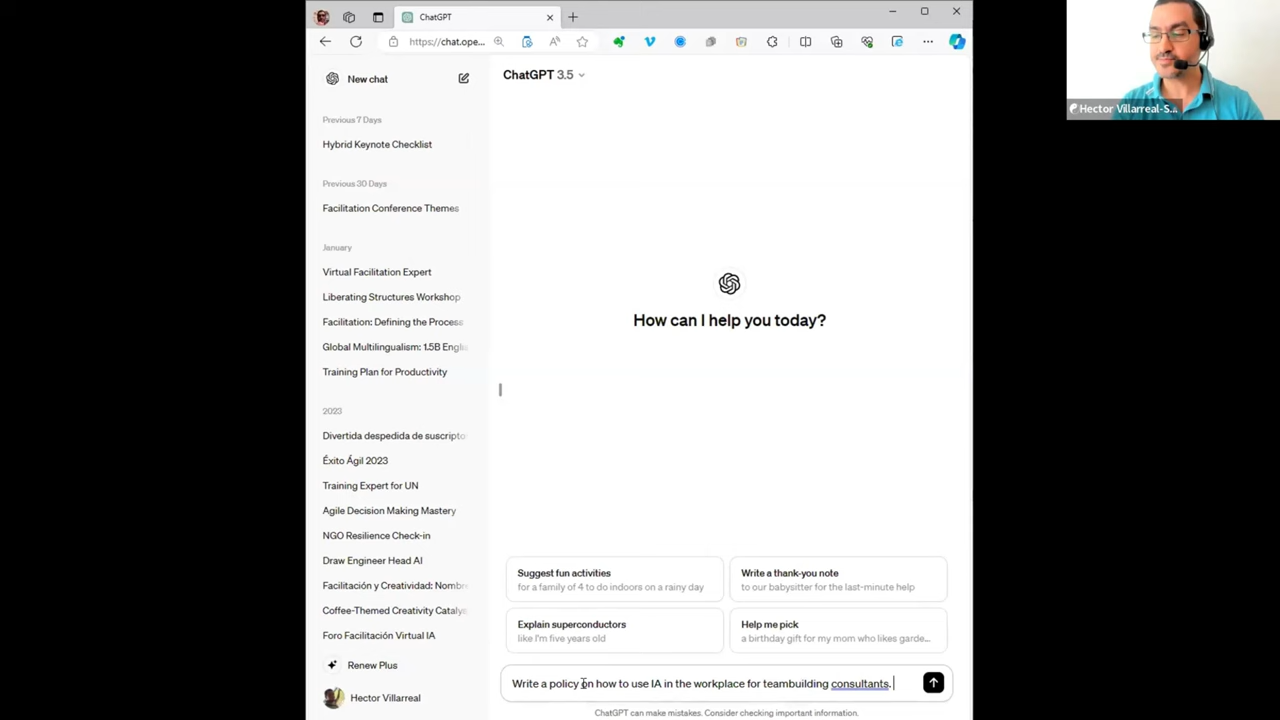 ChatGPT
https://chat.ope...
New chat
ChatGPT 3.5
Previous 7 Days
Hybrid Keynote Checklist
Previous 30 Days
Facilitation Conference Themes
January
Virtual Facilitation Expert
Liberating Structures Workshop
Facilitation: Defining the Process
Global Multilingualism: 1.5B Engli
Training Plan for Productivity
2023
Divertida despedida de suscripto
Éxito Ágil 2023
Training Expert for UN
Agile Decision Making Mastery
NGO Resilience Check-in
Draw Engineer Head AI
Facilitación y Creatividad: Nombr
Coffee-Themed Creativity Catalys
Foro Facilitación Virtual IA
Renew Plus
Hector Villarreal
How can I help you today?
Suggest fun activities
for a family of 4 to do indoors on a rainy day
Write a thank-you note
to our babysitter for the last-minute help
Explain superconductors
like I'm five years old
Help me pick
a birthday gift for my mom who likes garde...
Write a policy on how to use IA in the workplace for teambuilding consultants.
ChatGPT can make mistakes. Consider checking important information.
Hector Villarreal-S...